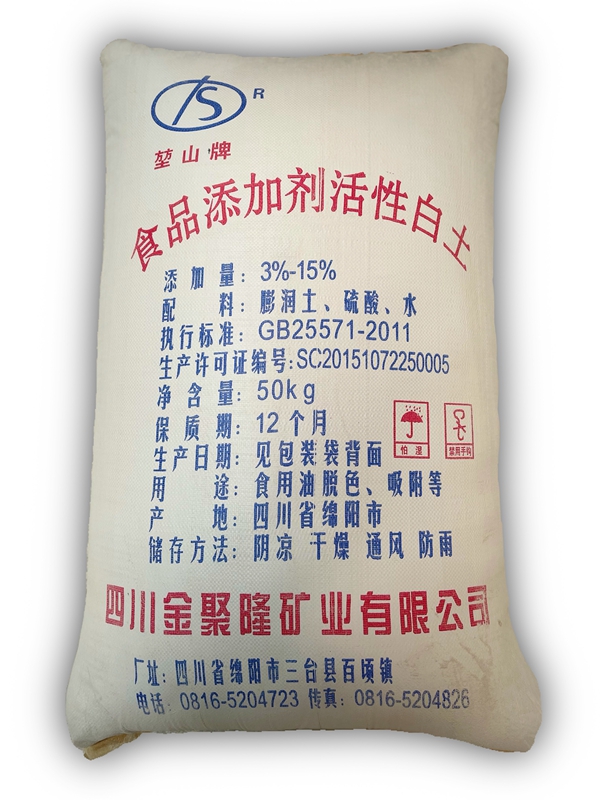 S R
堃山牌
食品添加剂活性白土
添加量：3%-15%
配料：膨润土、硫酸、水
执行标准：GB25571-2011
生产许可证编号:SC20151072250005
净含量：50kg
保质期：12个月
生产日期：见包装袋背面
用途：食用油脱色、吸附等
产地：四川省绵阳市
储存方法：阴凉 干燥 通风 防雨
怕湿 禁用手钩
四川金聚隆矿业有限公司
厂址：四川省绵阳市三台县百顷镇
电话：0816-5204723 传真：0816-5204826